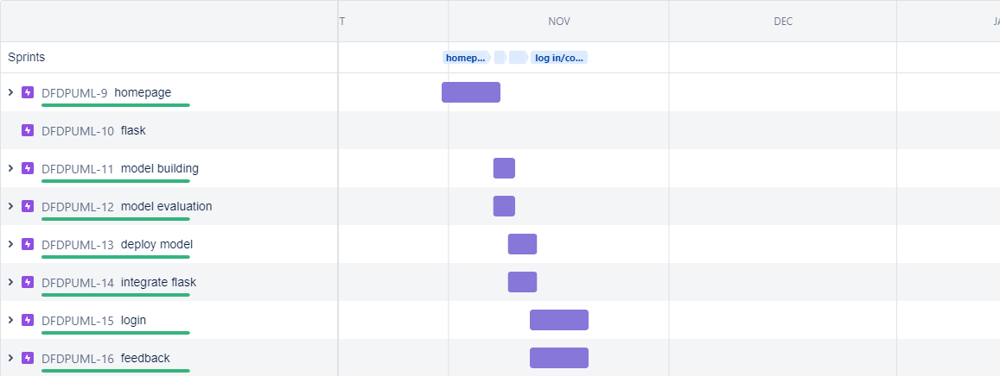 T NOV DEC JA
Sprints homep... log in/co...
DFDPUML-9 homepage
DFDPUML-10 flask
DFDPUML-11 model building
DFDPUML-12 model evaluation
DFDPUML-13 deploy model
DFDPUML-14 integrate flask
DFDPUML-15 login
DFDPUML-16 feedback